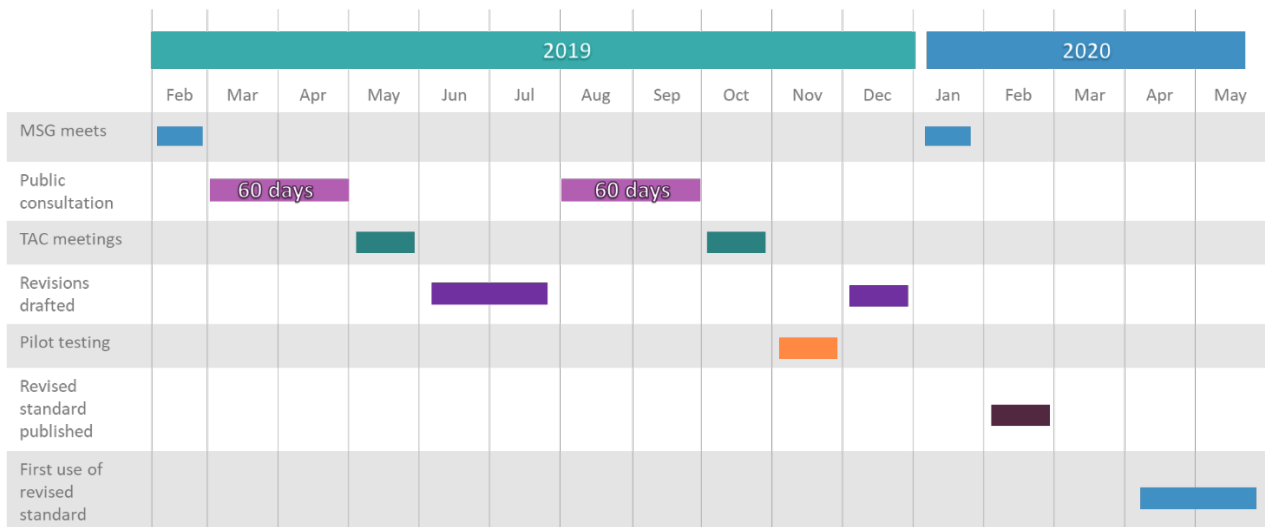 2019
2020
Feb
Mar
Apr
May
Jun
Jul
Aug
Sep
Oct
Nov
Dec
Jan
Feb
Mar
Apr
May
MSG meets
Public
consultation
60 days
60 days
TAC meetings
Revisions
drafted
Pilot testing
Revised
standard
published
First use of
revised
standard